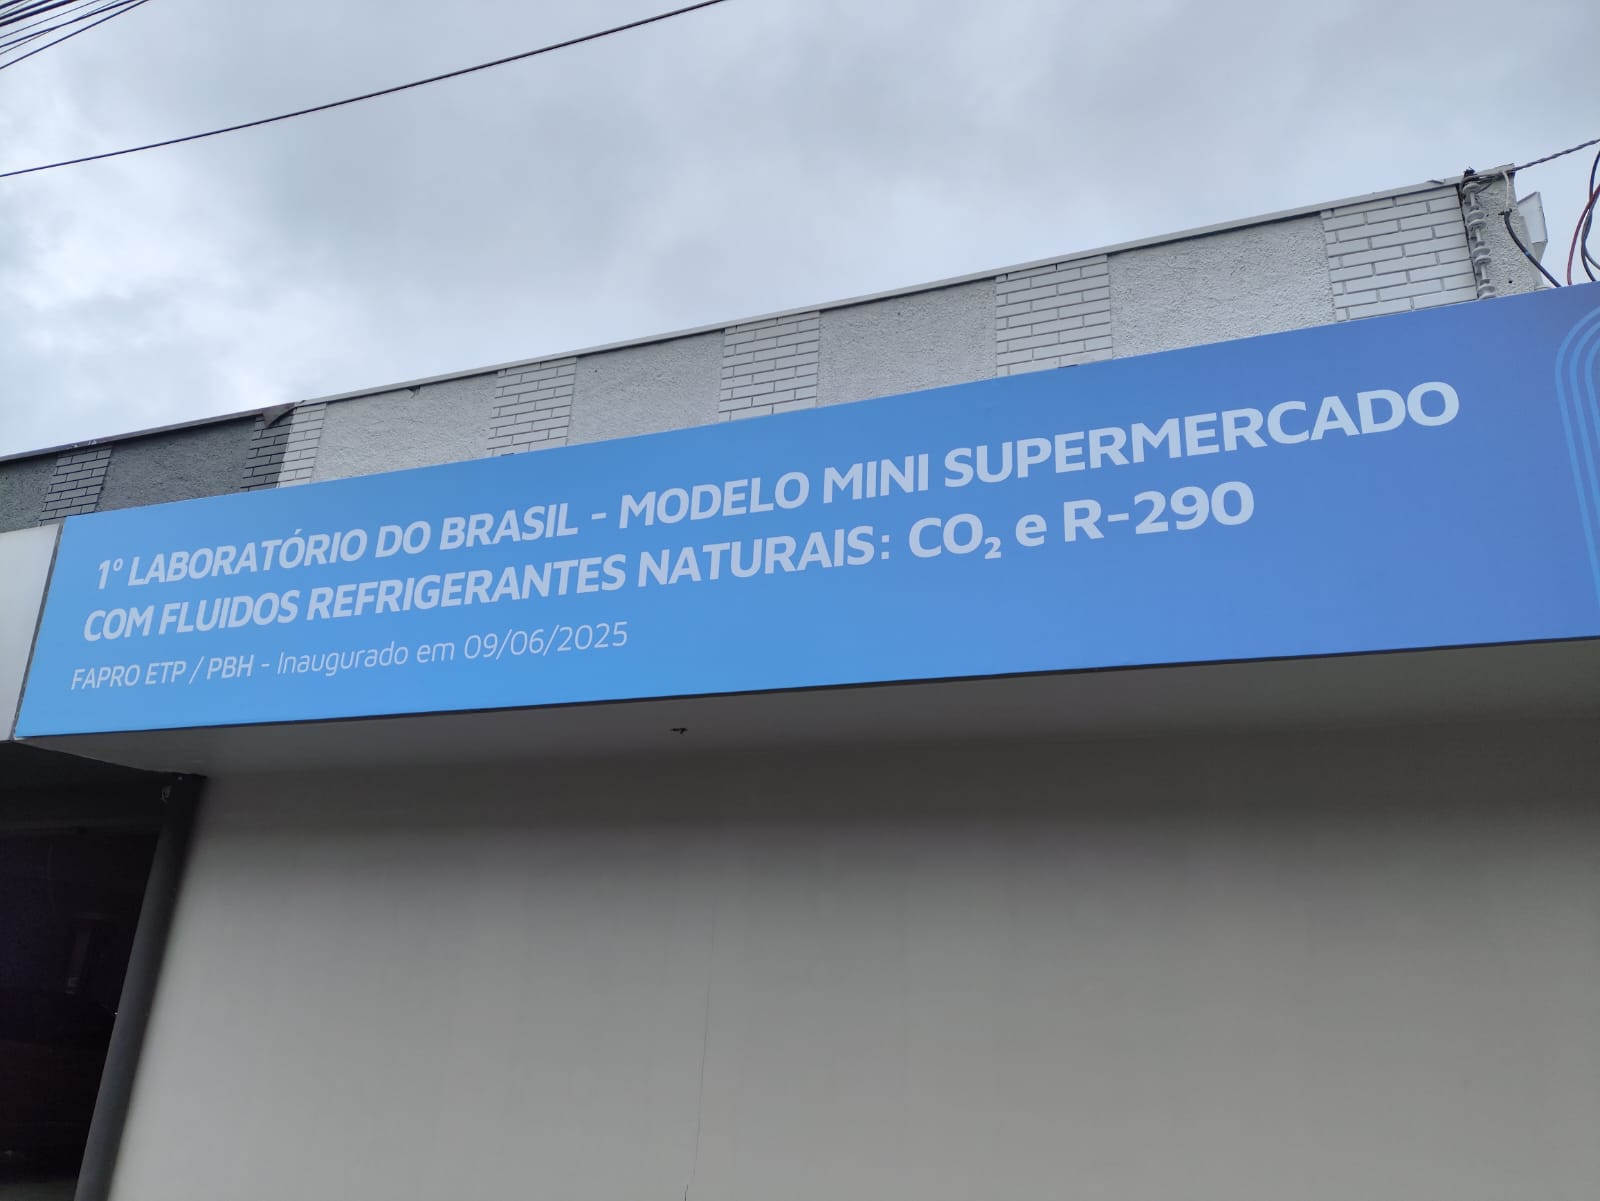 1º LABORATÓRIO DO BRASIL - MODELO MINI SUPERMERCADO
COM FLUIDOS REFRIGERANTES NATURAIS: CO₂ e R-290
FAPRO ETP / PBH - Inaugurado em 09/06/2025